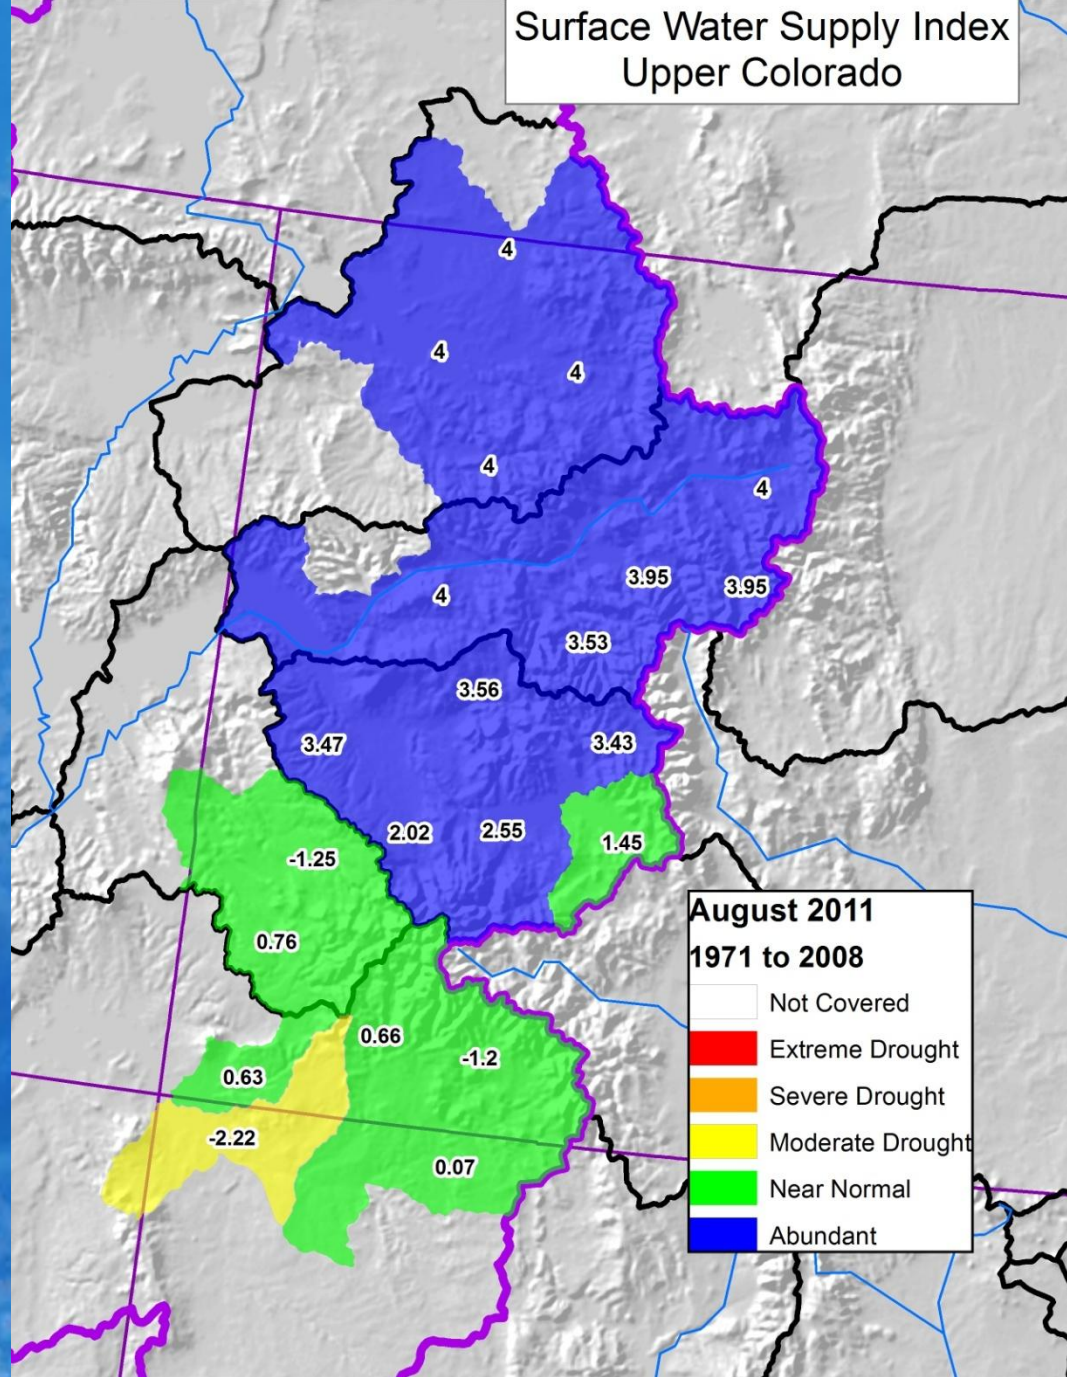 Surface Water Supply Index
Upper Colorado
4
4
4
4
4
4
3.95
3.95
3.53
3.56
3.47
3.43
2.02
2.55
1.45
-1.25
0.76
0.66
-1.2
0.63
-2.22
0.07
August 2011
1971 to 2008
Not Covered
Extreme Drought
Severe Drought
Moderate Drought
Near Normal
Abundant